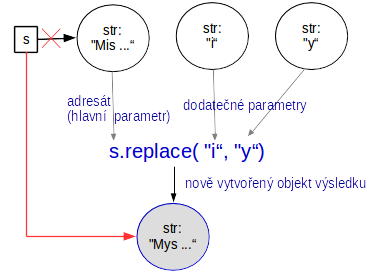 s
str:
"Mis ...“
str:
"i“
str:
"y“
adresát
(hlavní parametr)
dodatečné parametry
s.replace( "i“, "y“)
nově vytvořený objekt výsledku
str:
"Mys ...“